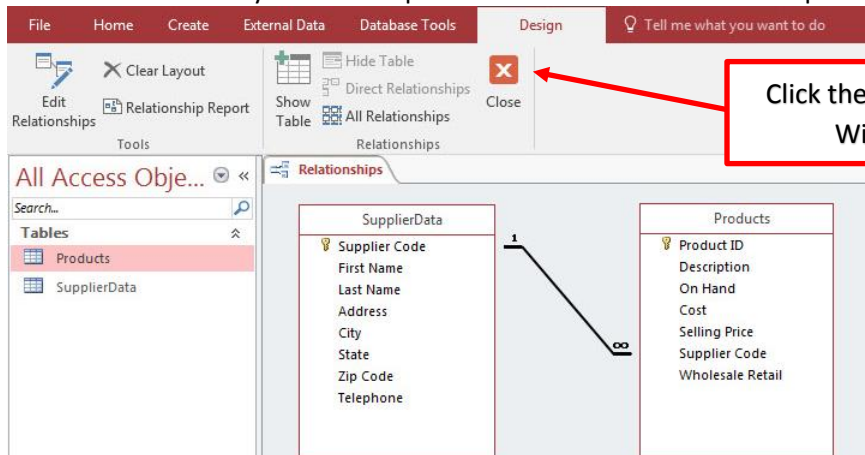 File Home Create External Data Database Tools Design Tell me what you want to do
Clear Layout
Edit Relationships
Relationship Report
Tools
Show Table
Hide Table
Direct Relationships
All Relationships
Close
Relationships
Click the
Wi
All Access Obje...
Search...
Tables
Products
SupplierData
Relationships
SupplierData
Supplier Code
First Name
Last Name
Address
City
State
Zip Code
Telephone
1
∞
Products
Product ID
Description
On Hand
Cost
Selling Price
Supplier Code
Wholesale Retail